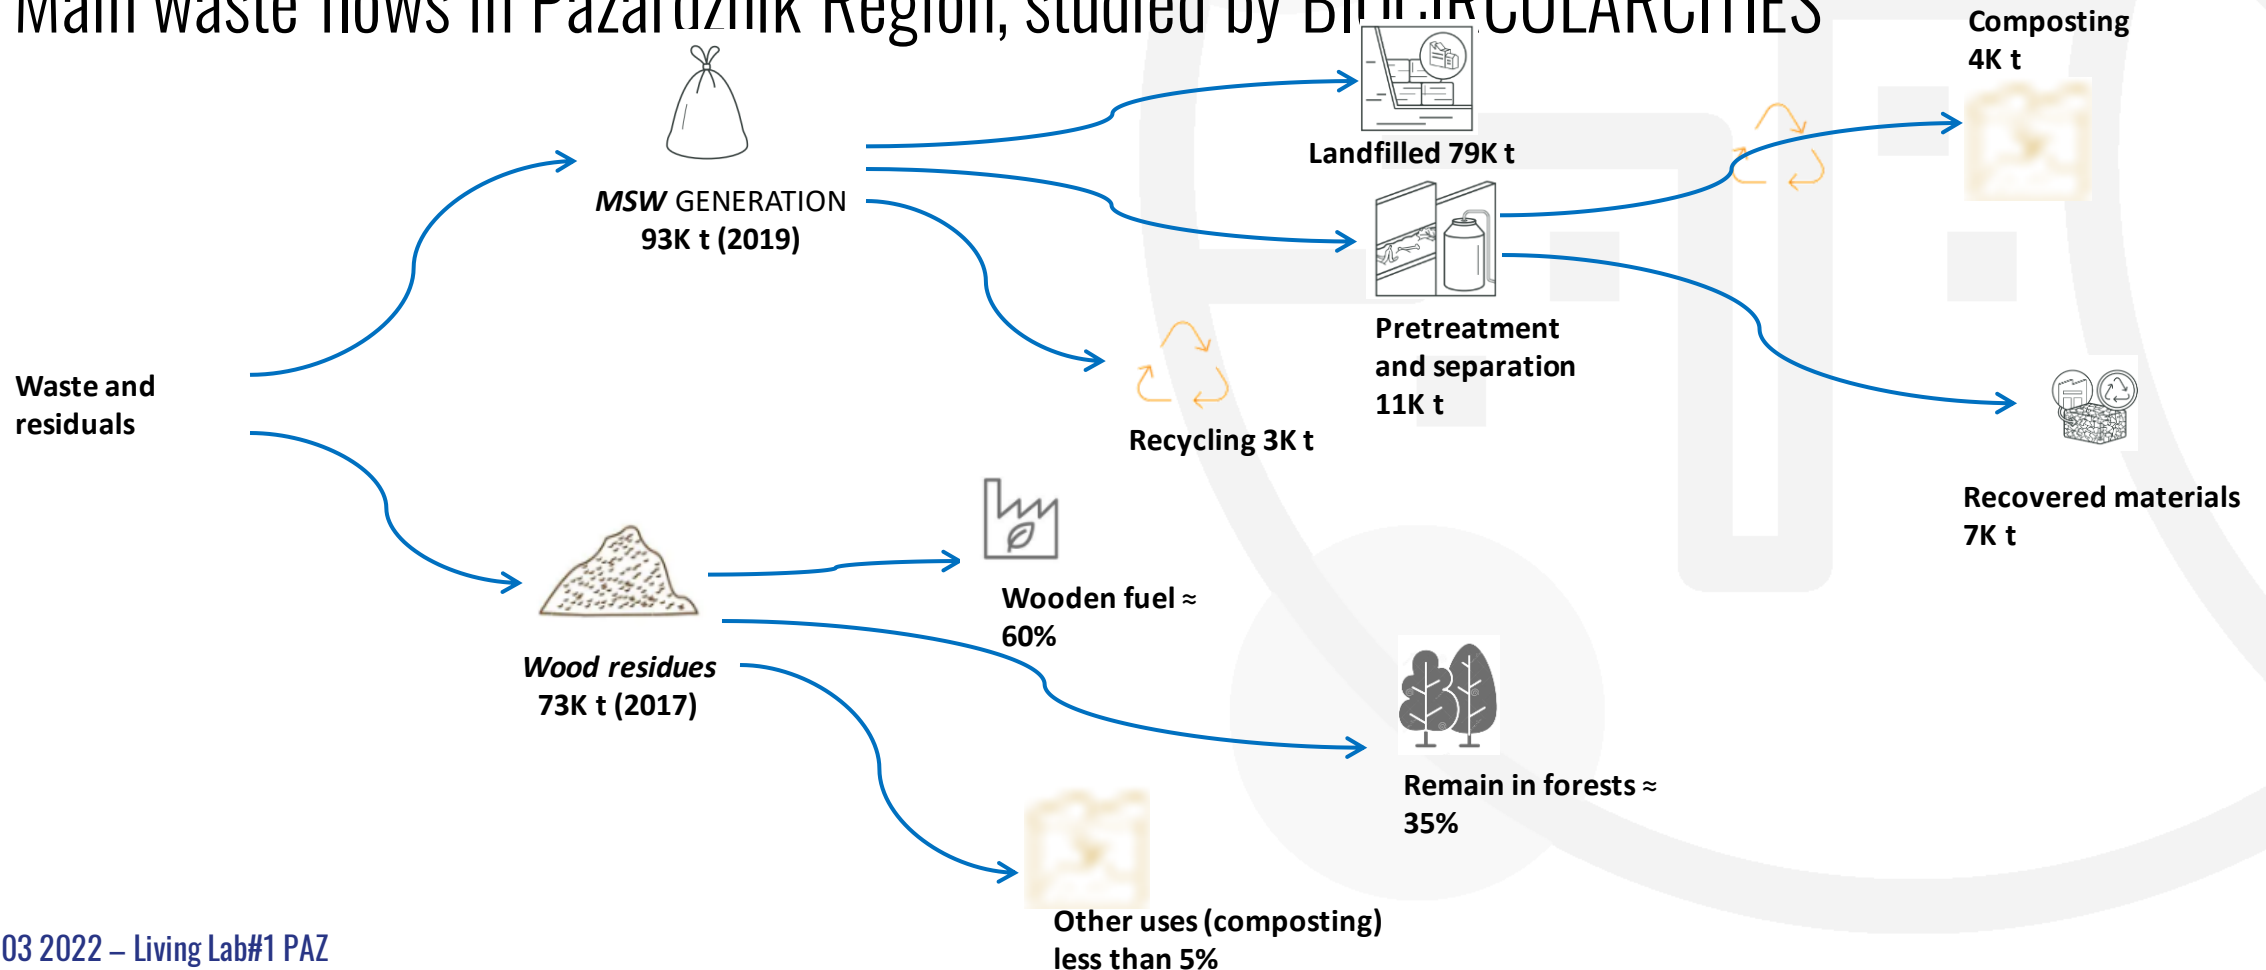 Main waste flows in Pazardzhik Region, studied by BIOCIRCULARCITIES
Composting
4K t
Landfilled 79K t
MSW GENERATION
93K t (2019)
Pretreatment
and separation
11K t
Waste and
residuals
Recycling 3K t
Recovered materials
7K t
Wooden fuel ≈
60%
Wood residues
73K t (2017)
Remain in forests ≈
35%
Other uses (composting)
less than 5%
03 2022 – Living Lab#1 PAZ